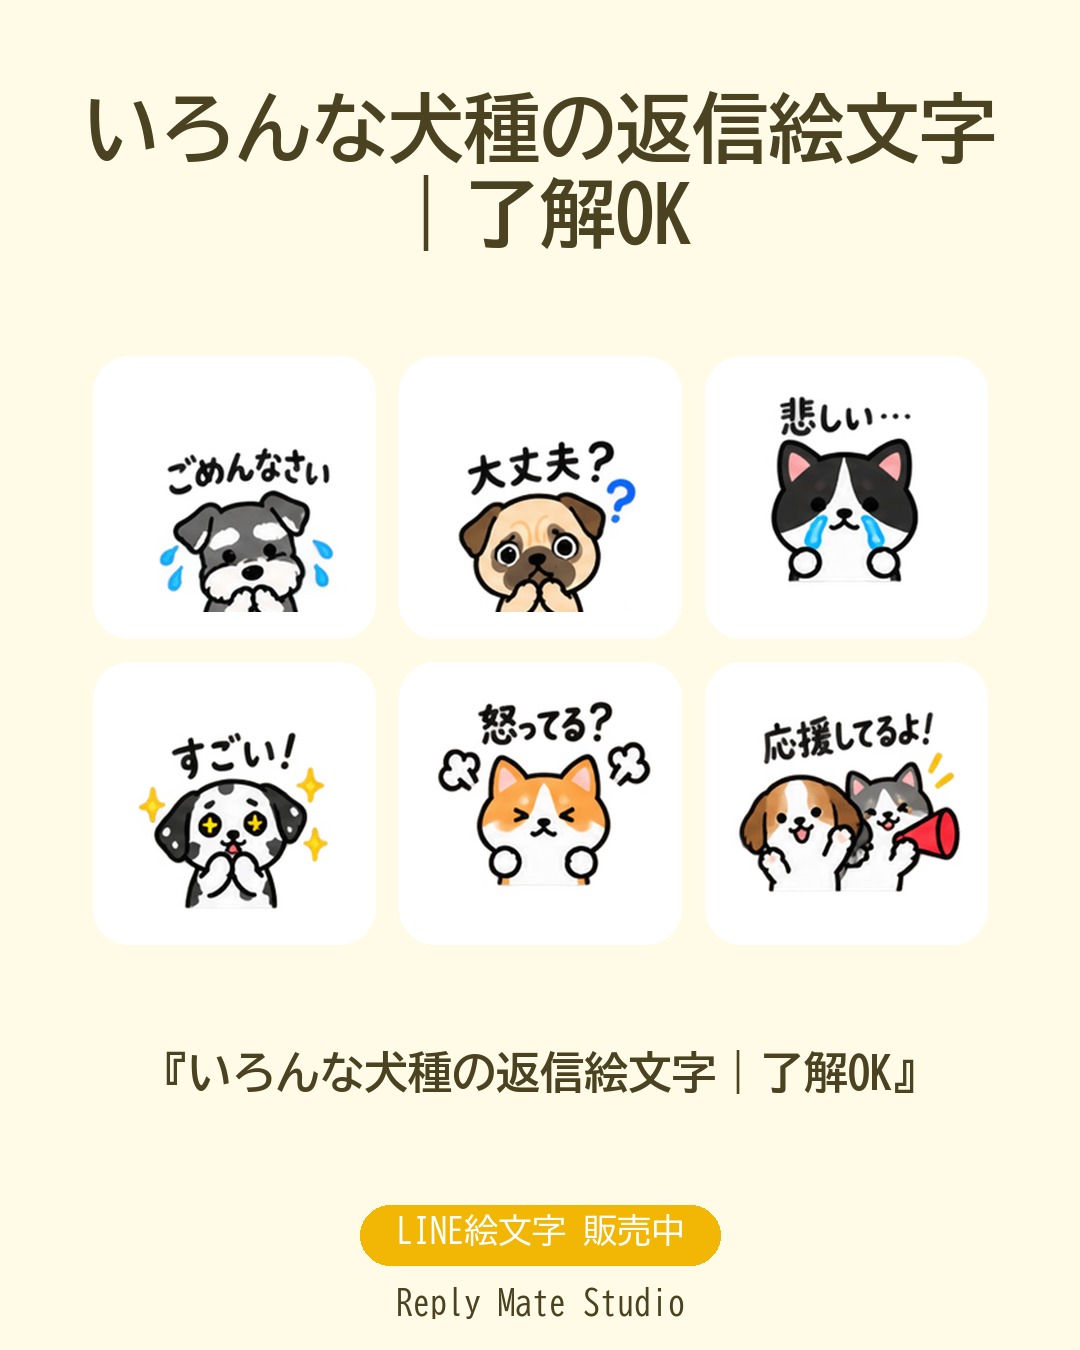 いろんな犬種の返信絵文字
｜了解OK
ごめんなさい
大丈夫？
?
悲しい…
すごい！
怒ってる？
応援してるよ！
『いろんな犬種の返信絵文字｜了解OK』
LINE絵文字 販売中
Reply Mate Studio